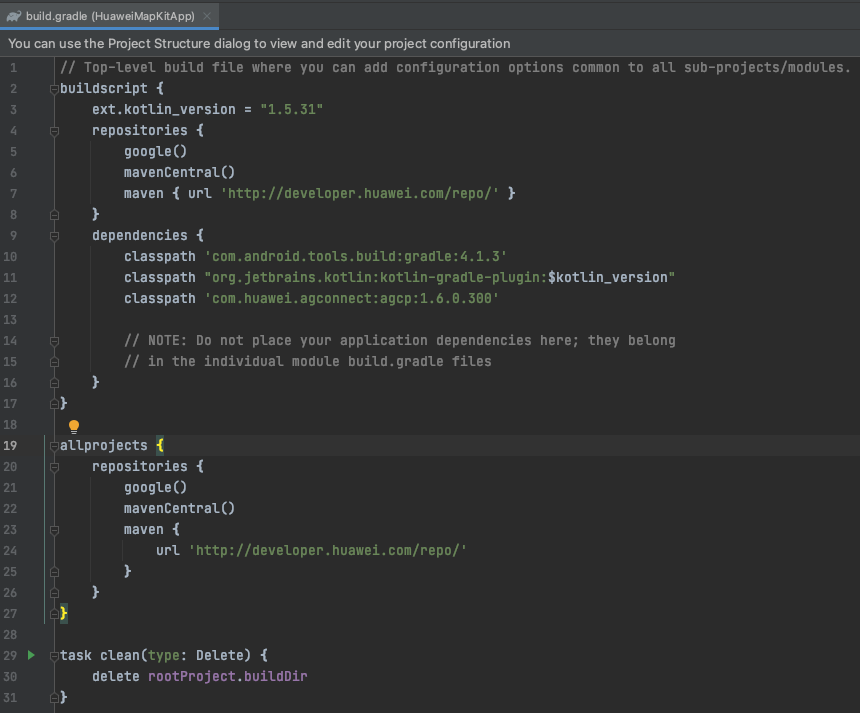 build.gradle (HuaweiMapKitApp)
You can use the Project Structure dialog to view and edit your project configuration
1 // Top-level build file where you can add configuration options common to all sub-projects/modules.
2 buildscript {
3 ext.kotlin_version = "1.5.31"
4 repositories {
5 google()
6 mavenCentral()
7 maven { url 'http://developer.huawei.com/repo/' }
8 }
9 dependencies {
10 classpath 'com.android.tools.build:gradle:4.1.3'
11 classpath "org.jetbrains.kotlin:kotlin-gradle-plugin:$kotlin_version"
12 classpath 'com.huawei.agconnect:agcp:1.6.0.300'
13
14 // NOTE: Do not place your application dependencies here; they belong
15 // in the individual module build.gradle files
16 }
17 }
18
19 allprojects {
20 repositories {
21 google()
22 mavenCentral()
23 maven {
24 url 'http://developer.huawei.com/repo/'
25 }
26 }
27 }
28
29 task clean(type: Delete) {
30 delete rootProject.buildDir
31 }